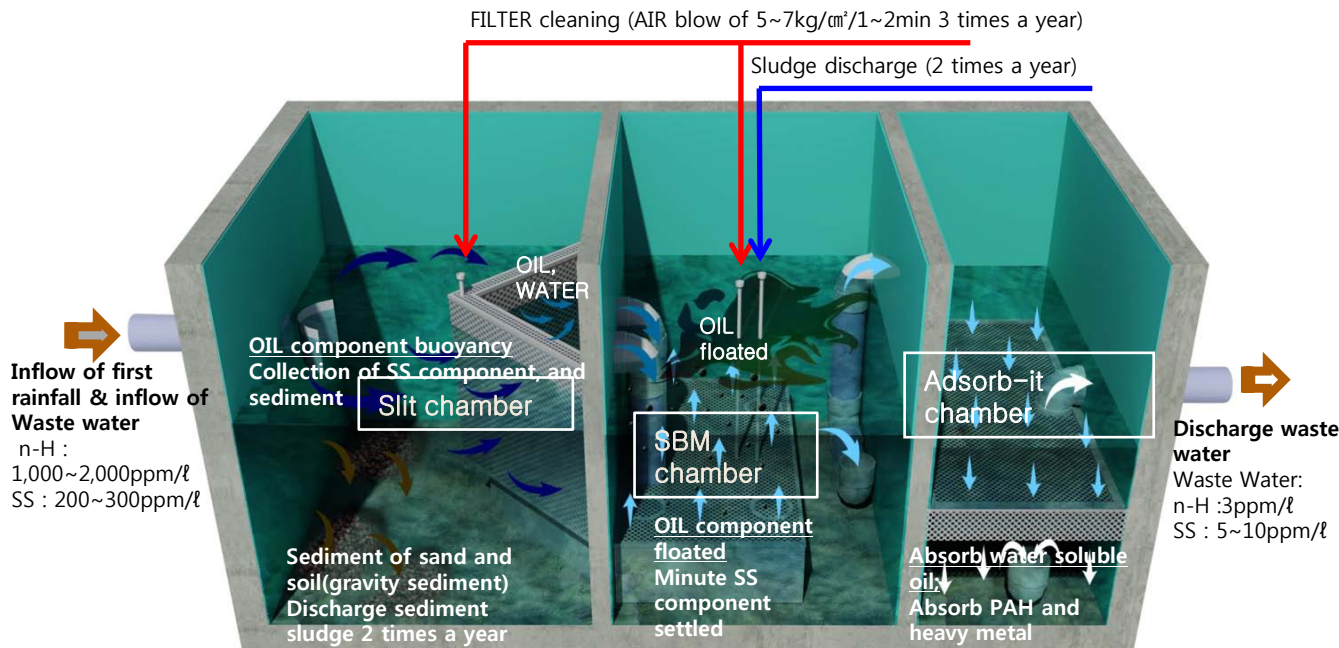 FILTER cleaning (AIR blow of 5~7kg/㎠/1~2min 3 times a year)
Sludge discharge (2 times a year)
OIL,
WATER
OIL component buoyancy
Collection of SS component, and
sediment
Slit chamber
Inflow of first
rainfall & inflow of
Waste water
n-H :
1,000~2,000ppm/ℓ
SS : 200~300ppm/ℓ
Sediment of sand and
soil(gravity sediment)
Discharge sediment
sludge 2 times a year
OIL
floated
SBM
chamber
OIL component
floated
Minute SS
component
settled
Adsorb-it
chamber
Absorb water soluble
oil;
Absorb PAH and
heavy metal
Discharge waste
water
Waste Water:
n-H :3ppm/ℓ
SS : 5~10ppm/ℓ